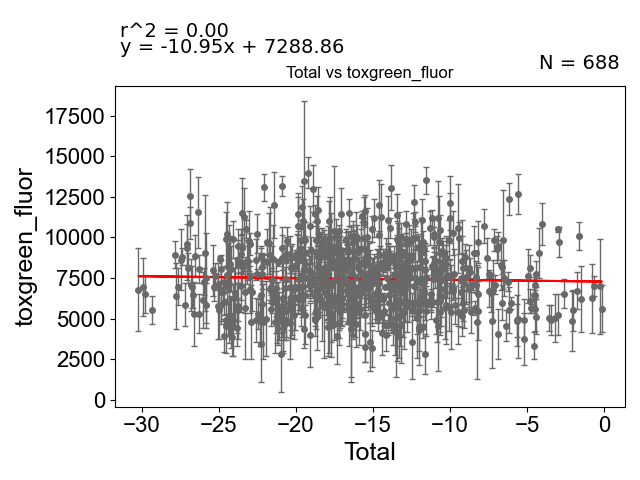 r^2 = 0.00
y = -10.95x + 7288.86
N = 688
Total vs toxgreen_fluor
17500
15000
12500
10000
7500
5000
2500
0
toxgreen_fluor
−30 −25 −20 −15 −10 −5 0
Total